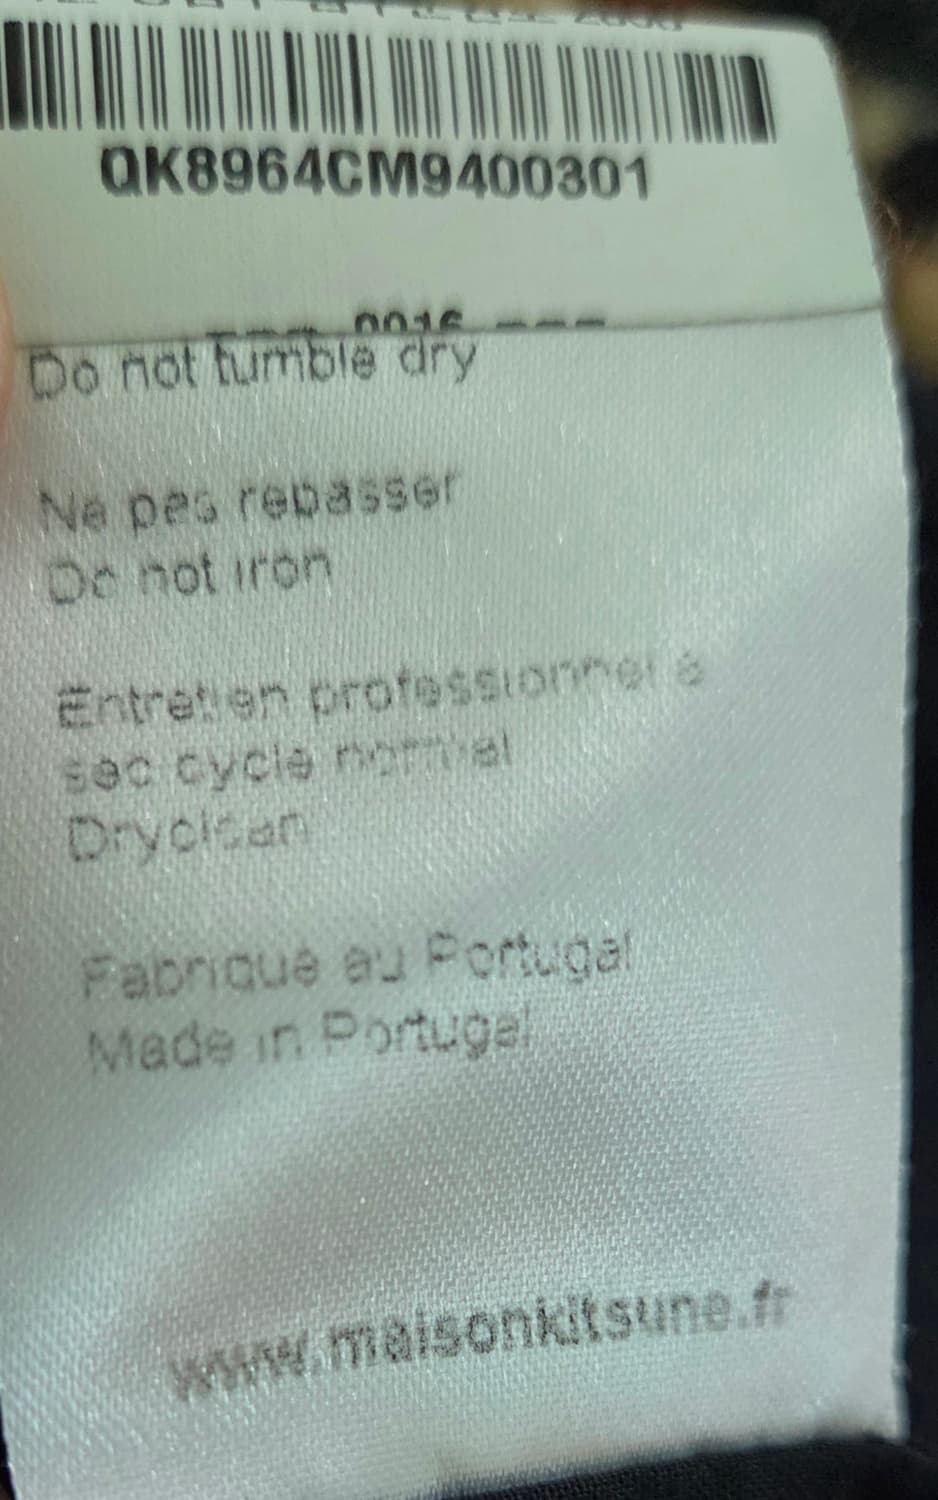 QK8964CM9400301
0016
Do not tumble dry
Ne pas repasser
Do not iron
Entretien professionnel à
sec cycle normal
Dryclean
Fabriqué au Portugal
Made in Portugal
www.maisonkitsune.fr